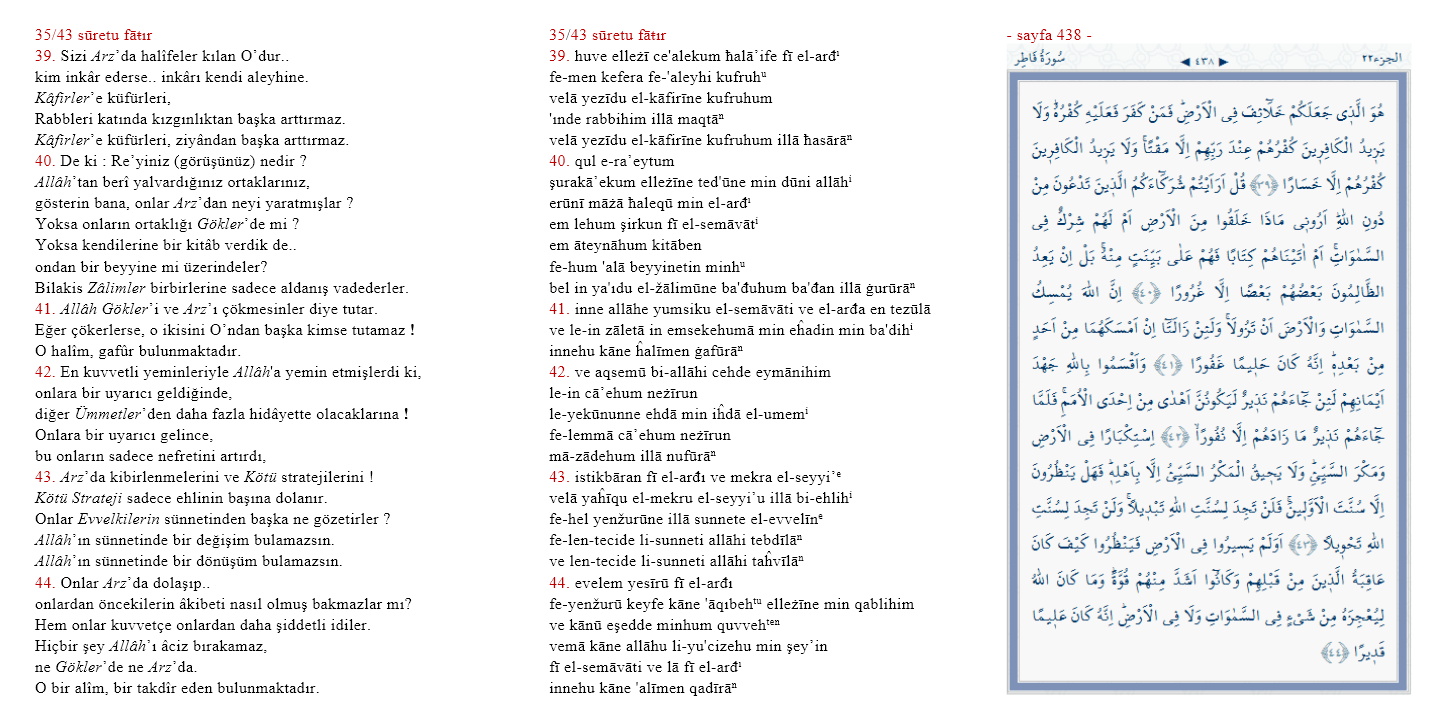 35/43 sūretu fāŧır
39. Sizi Arz’da halîfeler kılan O’dur..
kim inkâr ederse.. inkârı kendi aleyhine.
Kâfirler’e küfürleri,
Rabbleri katında kızgınlıktan başka arttırmaz.
Kâfirler’e küfürleri, ziyândan başka arttırmaz.
40. De ki : Re’yiniz (görüşünüz) nedir ?
Allâh’tan berî yalvardığınız ortaklarınız,
gösterin bana, onlar Arz’dan neyi yaratmışlar ?
Yoksa onların ortaklığı Gökler’de mi ?
Yoksa kendilerine bir kitâb verdik de..
ondan bir beyyine mi üzerindeler?
Bilakis Zâlimler birbirlerine sadece aldanış vadederler.
41. Allâh Gökler’i ve Arz’ı çökmesinler diye tutar.
Eğer çökerlerse, o ikisini O’ndan başka kimse tutamaz !
O halîm, gafûr bulunmaktadır.
42. En kuvvetli yeminleriyle Allâh'a yemin etmişlerdi ki,
onlara bir uyarıcı geldiğinde,
diğer Ümmetler’den daha fazla hidâyette olacaklarına !
Onlara bir uyarıcı gelince,
bu onların sadece nefretini artırdı,
43. Arz’da kibirlenmelerini ve Kötü stratejilerini !
Kötü Strateji sadece ehlinin başına dolanır.
Onlar Evvelkilerin sünnetinden başka ne gözetirler ?
Allâh’ın sünnetinde bir değişim bulamazsın.
Allâh’ın sünnetinde bir dönüşüm bulamazsın.
44. Onlar Arz’da dolaşıp..
onlardan öncekilerin âkibeti nasıl olmuş bakmazlar mı?
Hem onlar kuvvetçe onlardan daha şiddetli idiler.
Hiçbir şey Allâh’ı âciz bırakamaz,
ne Gökler’de ne Arz’da.
O bir alîm, bir takdîr eden bulunmaktadır.
35/43 sūretu fāŧır
39. huve elleżī ce'alekum ħalā’ife fī el-arđⁱ
fe-men kefera fe-'aleyhi kufruhᵘ
velā yezīdu el-kāfirīne kufruhum
'ınde rabbihim illā maqtāⁿ
velā yezīdu el-kāfirīne kufruhum illā ħasārāⁿ
40. qul e-ra’eytum
şurakā’ekum elleżīne ted'ūne min dūni allāhⁱ
erūnī māżā ħaleqū min el-arđⁱ
em lehum şirkun fī el-semāvātⁱ
em āteynāhum kitāben
fe-hum 'alā beyyinetin minhᵘ
bel in ya'ıdu el-žālimūne ba'đuhum ba'đan illā ġurūrāⁿ
41. inne allāhe yumsiku el-semāvāti ve el-arđa en tezūlā
ve le-in zāletā in emsekehumā min eĥadin min ba'dihⁱ
innehu kāne ĥalīmen ġafūrāⁿ
42. ve aqsemū bi-allāhi cehde eymānihim
le-in cā’ehum neżīrun
le-yekūnunne ehdā min iĥdā el-umemⁱ
fe-lemmā cā’ehum neżīrun
mā-zādehum illā nufūrāⁿ
43. istikbāran fī el-arđı ve mekra el-seyyi’ᵉ
velā yaĥīqu el-mekru el-seyyi’u illā bi-ehlihⁱ
fe-hel yenžurūne illā sunnete el-evvelīnᵉ
fe-len-tecide li-sunneti allāhi tebdīlāⁿ
ve len-tecide li-sunneti allāhi taĥvīlāⁿ
44. evelem yesīrū fī el-arđı
fe-yenžurū keyfe kāne 'āqıbehᵗᵘ elleżīne min qablihim
ve kānū eşedde minhum quvvehᵗᵉⁿ
vemā kāne allāhu li-yu'cizehu min şey’in
fī el-semāvāti ve lā fī el-arđⁱ
innehu kāne 'alīmen qadīrāⁿ
- sayfa 438 -
الجزء٢٢ ◀ ٤٣٨ ▶ سُورَةُ فَاطِرٍ
هُوَ الَّذ۪ي جَعَلَكُمْ خَلَٓائِفَ فِي الْاَرْضِۜ فَمَنْ كَفَرَ فَعَلَيْهِ كُفْرُهُۜ وَلَا
يَز۪يدُ الْكَافِر۪ينَ كُفْرُهُمْ عِنْدَ رَبِّهِمْ اِلَّا مَقْتًاۚ وَلَا يَز۪يدُ الْكَافِر۪ينَ
كُفْرُهُمْ اِلَّا خَسَارًا ﴿٣٩﴾ قُلْ اَرَاَيْتُمْ شُرَكَٓاءَكُمُ الَّذ۪ينَ تَدْعُونَ مِنْ
دُونِ اللّٰهِۜ اَرُون۪ي مَاذَا خَلَقُوا مِنَ الْاَرْضِ اَمْ لَهُمْ شِرْكٌ فِي
السَّمٰوَاتِۚ اَمْ اٰتَيْنَاهُمْ كِتَابًا فَهُمْ عَلٰى بَيِّنَتٍ مِنْهُۚ بَلْ اِنْ يَعِدُ
الظَّالِمُونَ بَعْضُهُمْ بَعْضًا اِلَّا غُرُورًا ﴿٤٠﴾ اِنَّ اللّٰهَ يُمْسِكُ
السَّمٰوَاتِ وَالْاَرْضَ اَنْ تَزُولَاۚ وَلَئِنْ زَالَتَٓا اِنْ اَمْسَكَهُمَا مِنْ اَحَدٍ
مِنْ بَعْدِه۪ۜ اِنَّهُ كَانَ حَل۪يمًا غَفُورًا ﴿٤١﴾ وَاَقْسَمُوا بِاللّٰهِ جَهْدَ
اَيْمَانِهِمْ لَئِنْ جَٓاءَهُمْ نَذ۪يرٌ لَيَكُونُنَّ اَهْدٰى مِنْ اِحْدَى الْاُمَمِۚ فَلَمَّا
جَٓاءَهُمْ نَذ۪يرٌ مَا زَادَهُمْ اِلَّا نُفُورًاۙ ﴿٤٢﴾ اِسْتِكْبَارًا فِي الْاَرْضِ
وَمَكْرَ السَّيِّئِۜ وَلَا يَح۪يقُ الْمَكْرُ السَّيِّئُ اِلَّا بِاَهْلِه۪ۜ فَهَلْ يَنْظُرُونَ
اِلَّا سُنَّتَ الْاَوَّل۪ينَۚ فَلَنْ تَجِدَ لِسُنَّتِ اللّٰهِ تَبْد۪يلًاۚ وَلَنْ تَجِدَ لِسُنَّتِ
اللّٰهِ تَحْو۪يلًا ﴿٤٣﴾ اَوَلَمْ يَس۪يرُوا فِي الْاَرْضِ فَيَنْظُرُوا كَيْفَ كَانَ
عَاقِبَةُ الَّذ۪ينَ مِنْ قَبْلِهِمْ وَكَانُٓوا اَشَدَّ مِنْهُمْ قُوَّةًۜ وَمَا كَانَ اللّٰهُ
لِيُعْجِزَهُ مِنْ شَيْءٍ فِي السَّمٰوَاتِ وَلَا فِي الْاَرْضِۜ اِنَّهُ كَانَ عَل۪يمًا
قَد۪يرًا ﴿٤٤﴾